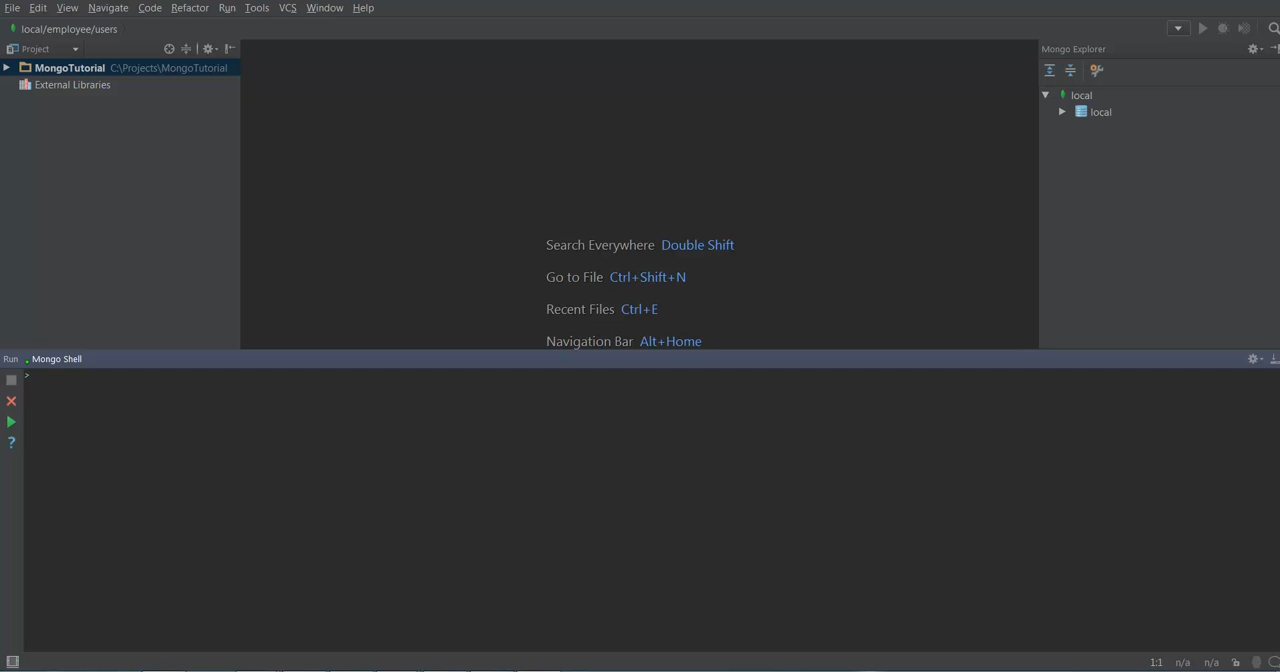 File Edit View Navigate Code Refactor Run Tools VCS Window Help
local/employee/users
Project
Mongo Explorer
MongoTutorial C:\Projects\MongoTutorial
External Libraries
local
local
Search Everywhere Double Shift
Go to File Ctrl+Shift+N
Recent Files Ctrl+E
Navigation Bar Alt+Home
Run Mongo Shell
>
?
1:1 n/a n/a